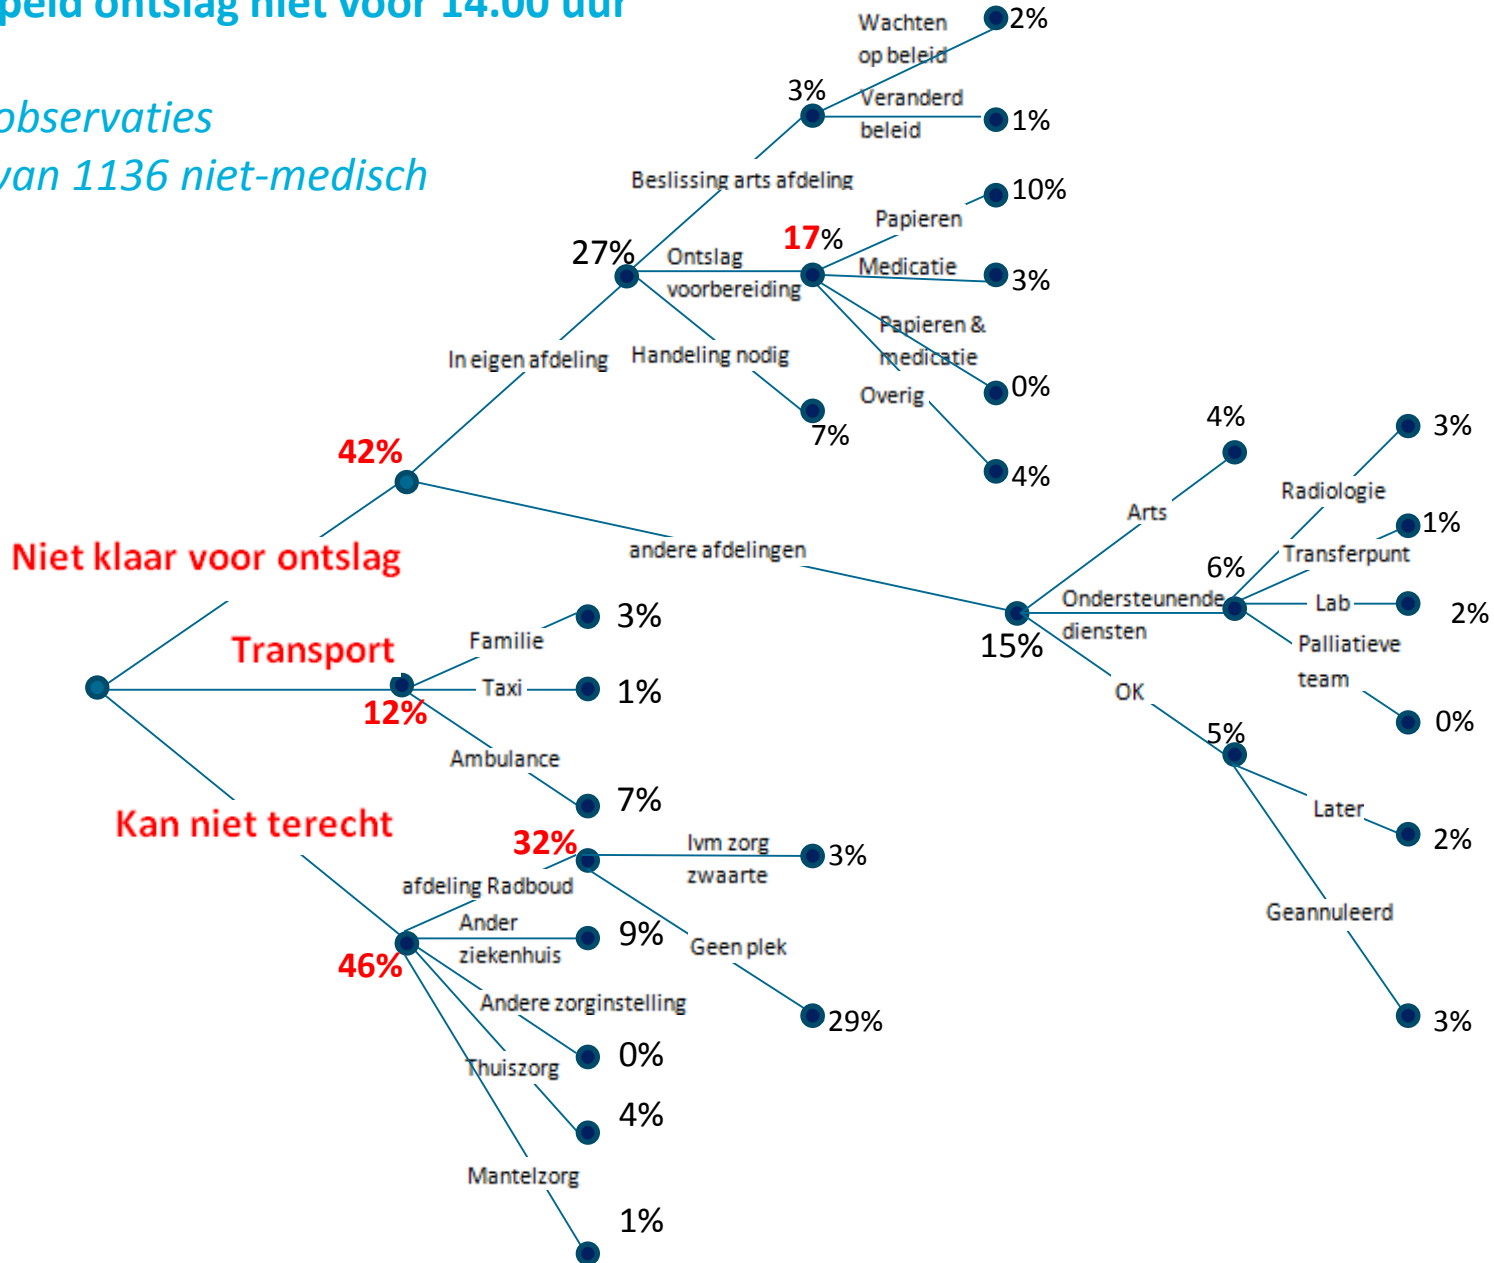 ontslag niet voor 14.00 uur
observaties
van 1136 niet-medisch
Wachten
op beleid
2%
3%
Veranderd
beleid
1%
Beslissing arts afdeling
10%
Papieren
27%
Ontslag
voorbereiding
17%
Medicatie
3%
Papieren &
medicatie
0%
In eigen afdeling
Handeling nodig
Overig
7%
4%
42%
4%
3%
Radiologie
Arts
1%
Niet klaar voor ontslag
andere afdelingen
Transferpunt
6%
Ondersteunende
diensten
Lab
2%
15%
Palliatieve
team
0%
OK
5%
Later
2%
Geannuleerd
3%
Transport
Familie
3%
Taxi
1%
12%
Ambulance
7%
Kan niet terecht
32%
Ivm zorg
zwaarte
3%
afdeling Radboud
Ander
ziekenhuis
9%
Geen plek
29%
46%
Andere zorginstelling
0%
Thuiszorg
4%
Mantelzorg
1%